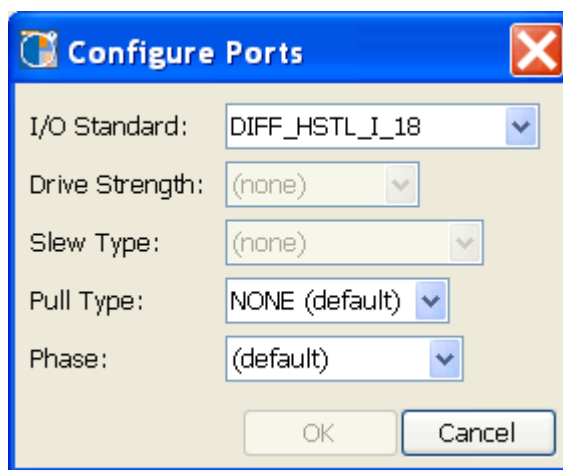 Configure Ports
I/O Standard: DIFF_HSTL_I_18
Drive Strength: (none)
Slew Type: (none)
Pull Type: NONE (default)
Phase: (default)
OK Cancel